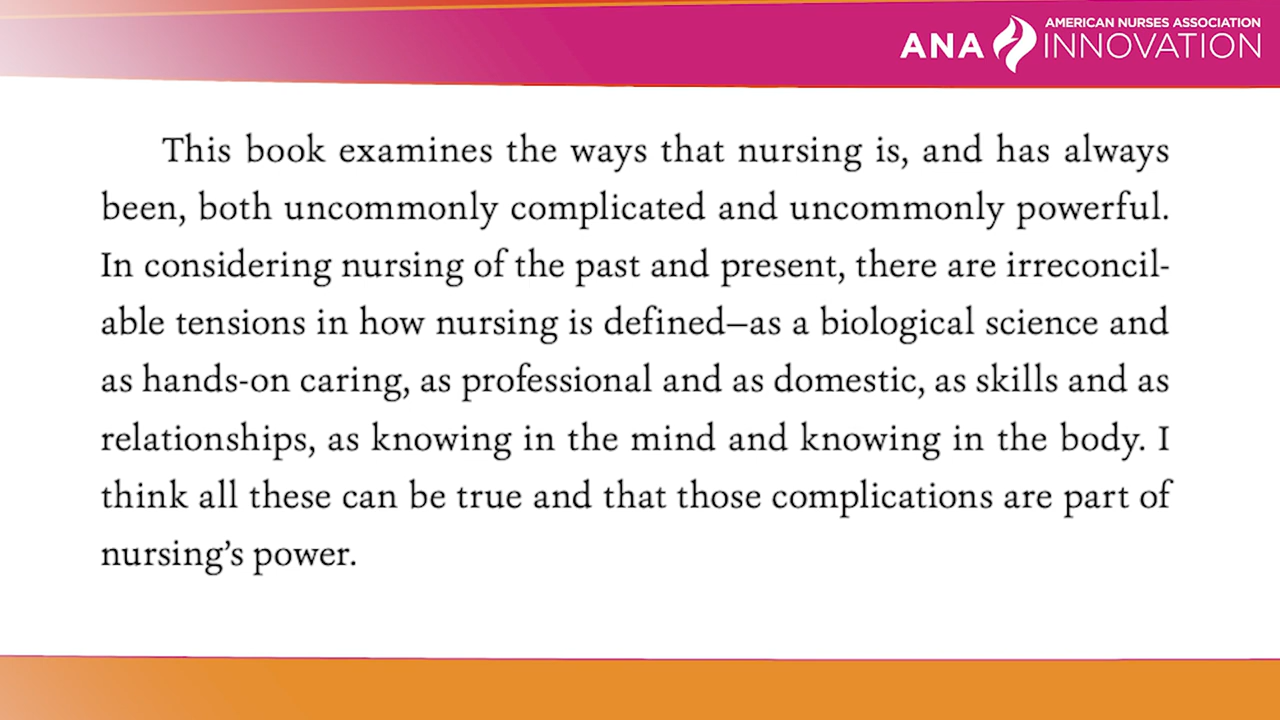 AMERICAN NURSES ASSOCIATION
ANA INNOVATION
This book examines the ways that nursing is, and has always
been, both uncommonly complicated and uncommonly powerful.
In considering nursing of the past and present, there are irreconcil-
able tensions in how nursing is defined—as a biological science and
as hands-on caring, as professional and as domestic, as skills and as
relationships, as knowing in the mind and knowing in the body. I
think all these can be true and that those complications are part of
nursing’s power.